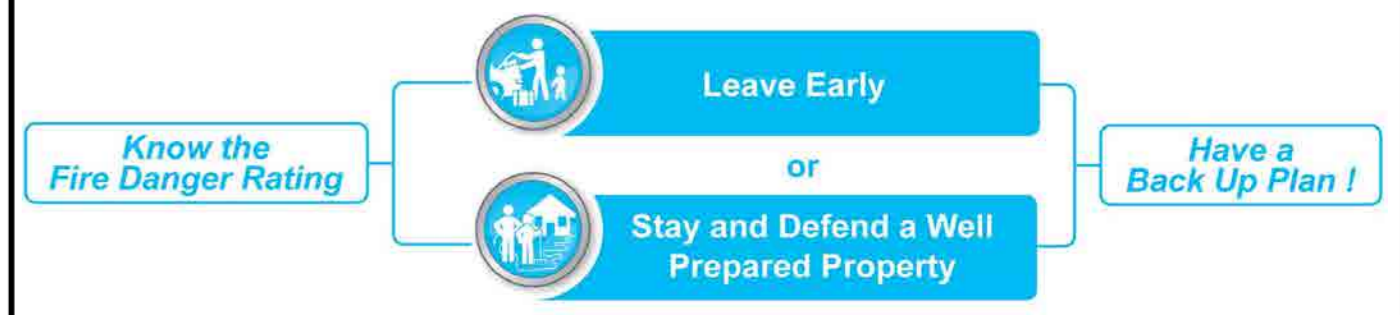 Know the
Fire Danger Rating
Leave Early
or
Stay and Defend a Well
Prepared Property
Have a
Back Up Plan !